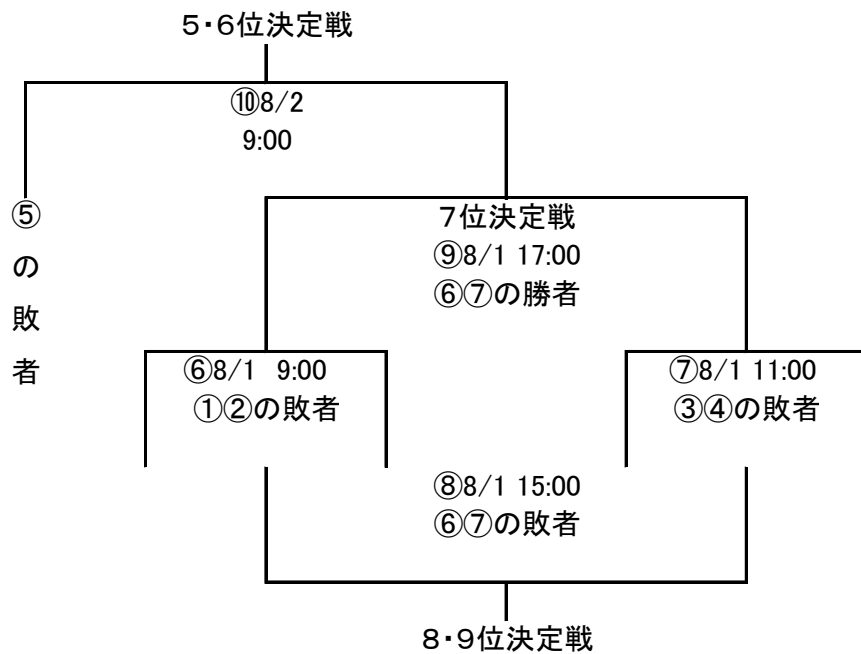 ５・６位決定戦
⑩8/2
9:00
⑤の敗者
７位決定戦
⑨8/1 17:00
⑥⑦の勝者
⑥8/1 9:00
①②の敗者
⑦8/1 11:00
③④の敗者
⑧8/1 15:00
⑥⑦の敗者
８・９位決定戦